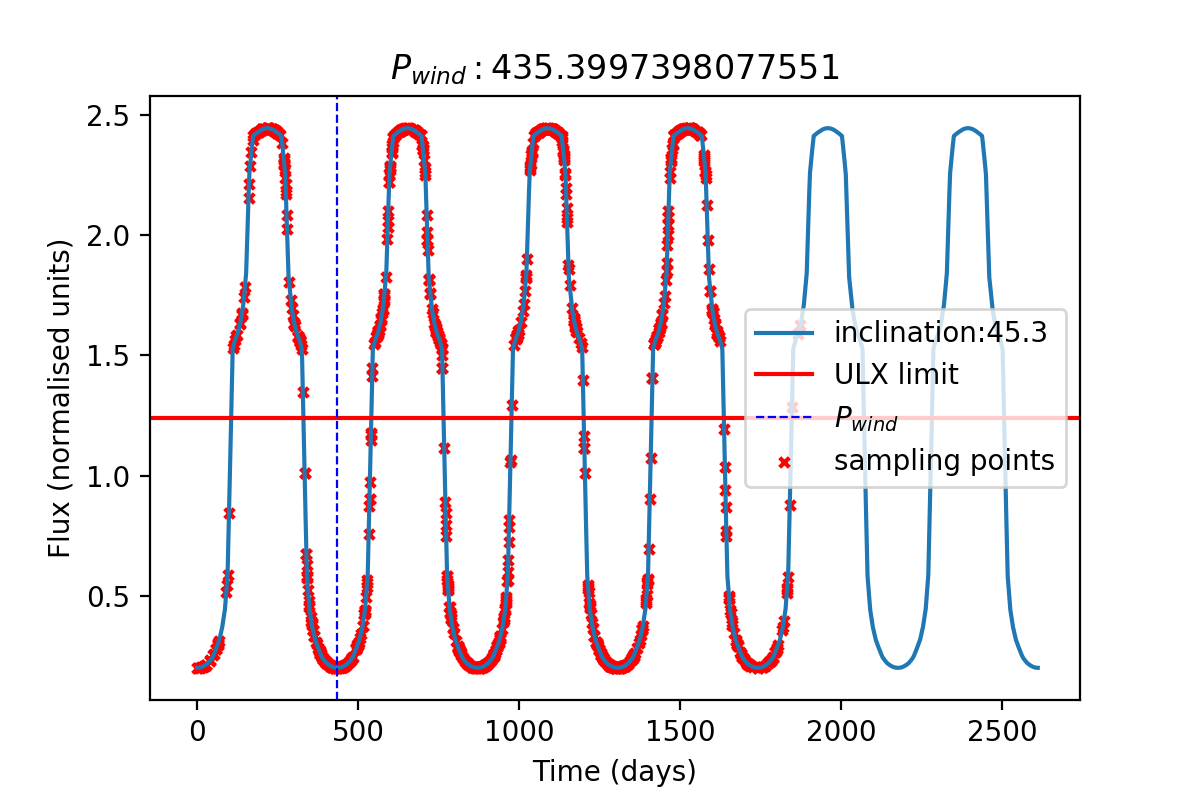 P_wind : 435.3997398077551
Flux (normalised units)
2.5
2.0
1.5
1.0
0.5
inclination:45.3
ULX limit
P_wind
sampling points
0 500 1000 1500 2000 2500
Time (days)